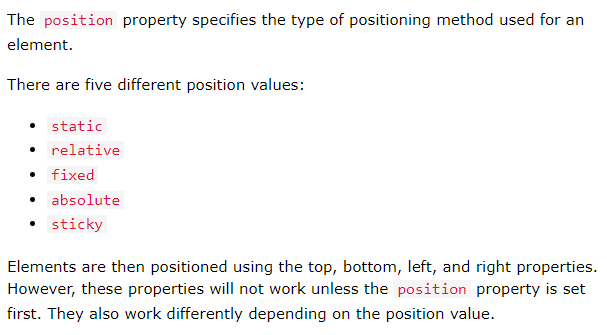 The position property specifies the type of positioning method used for an
element.
There are five different position values:
static
relative
fixed
absolute
sticky
Elements are then positioned using the top, bottom, left, and right properties.
However, these properties will not work unless the position property is set
first. They also work differently depending on the position value.